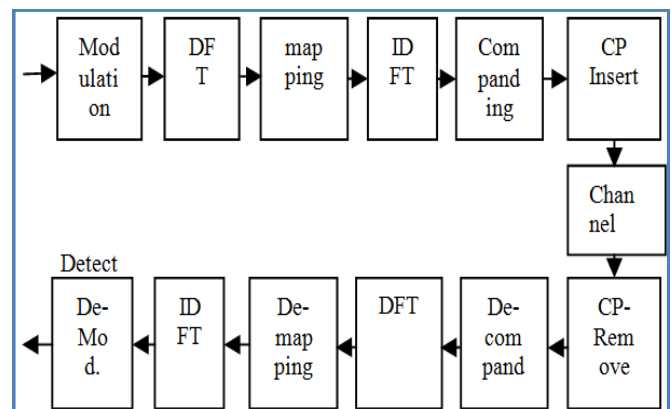 Mod
ulati
on
DF
T
map
ping
ID
FT
Com
pand
ing
CP
Insert
Chan
nel
Detect
De-
Mo
d.
ID
FT
De-
map
ping
DFT
De-
com
pand
CP-
Rem
ove